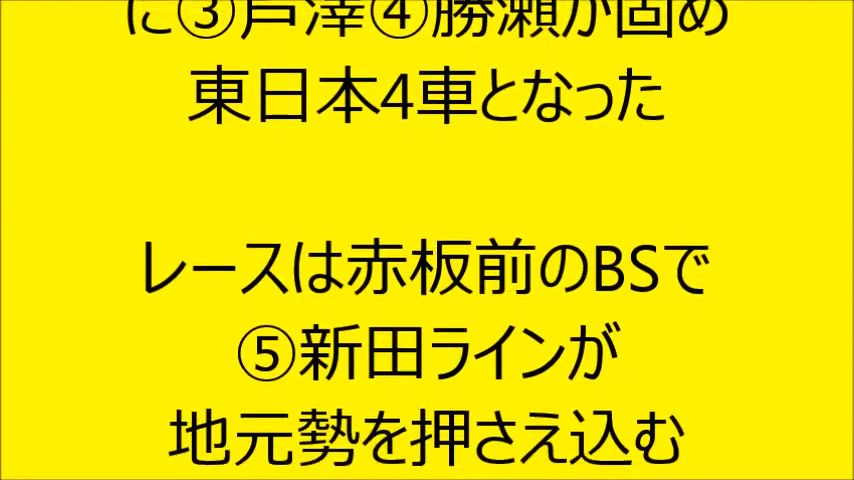 に③戸澤④勝瀬が固め
東日本4車となった
レースは赤板前のBSで
⑤新田ラインが
地元勢を押さえ込む